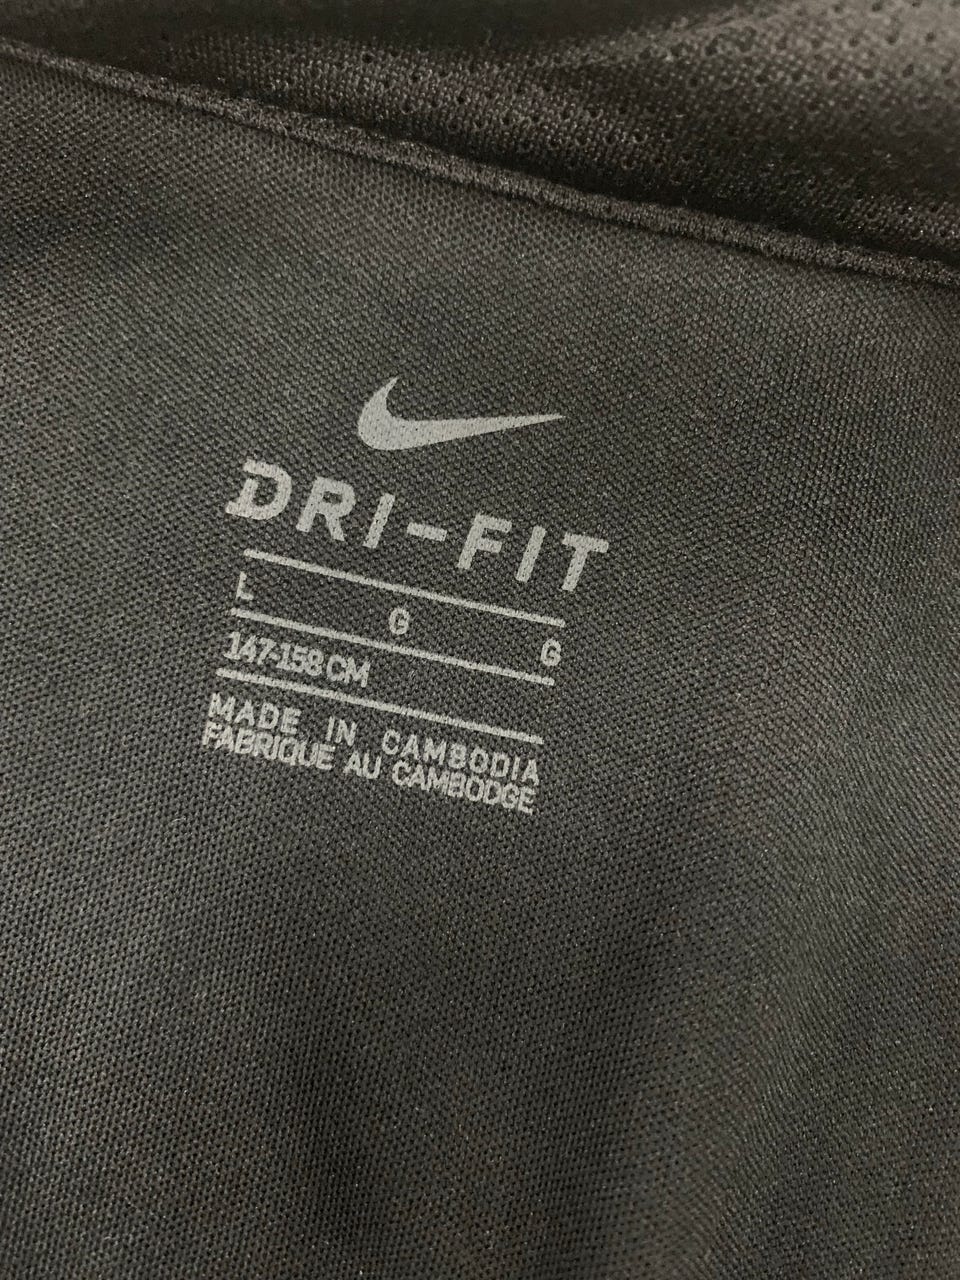 DRI-FIT
L G G
147-158 CM
MADE IN CAMBODIA
FABRIQUE AU CAMBODGE